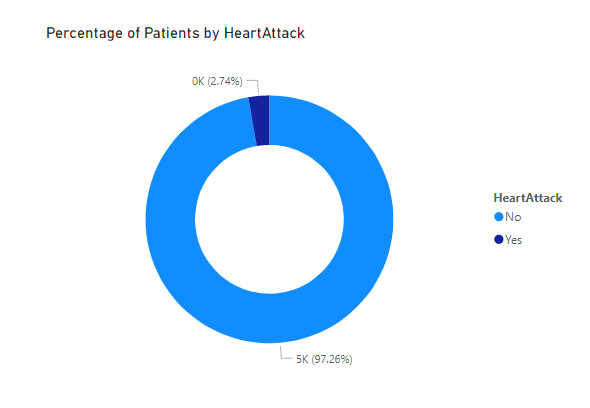 Percentage of Patients by HeartAttack
0K (2.74%)
HeartAttack
No
Yes
5K (97.26%)